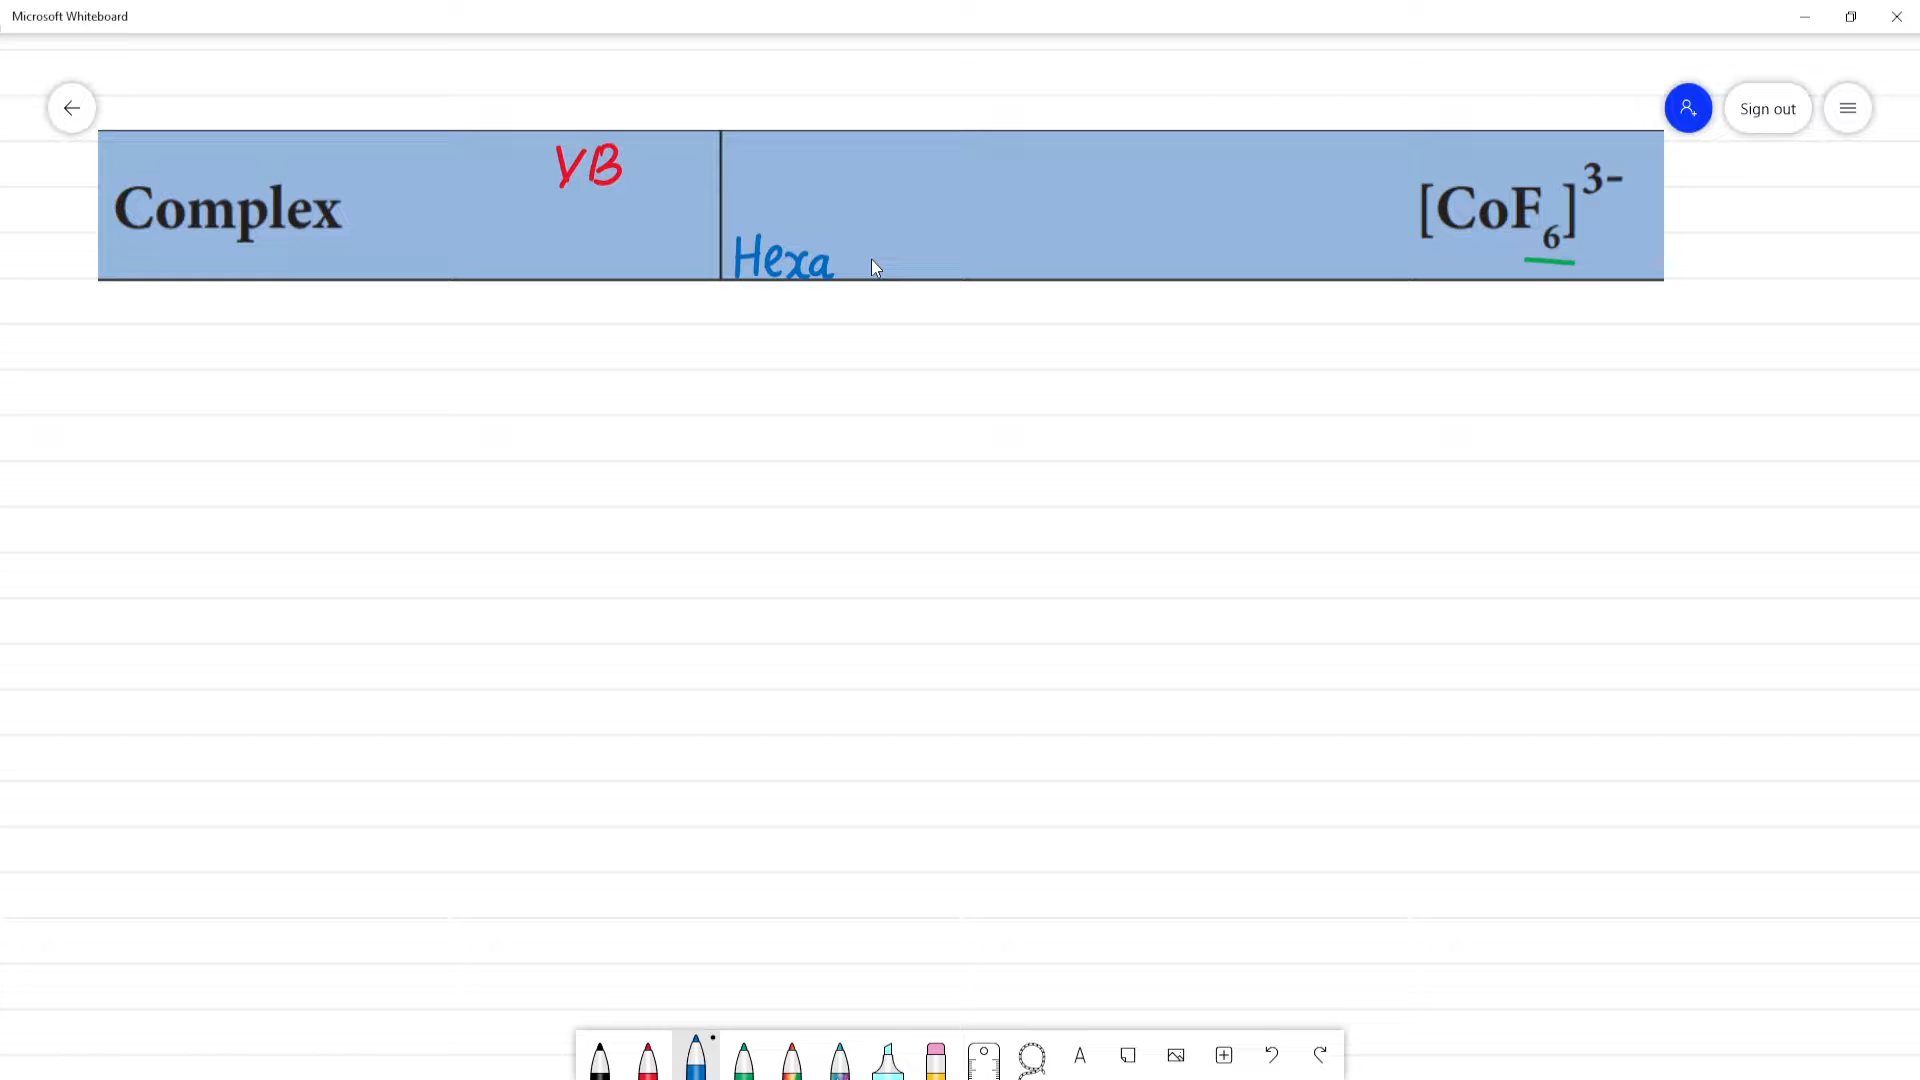 Microsoft Whiteboard
Sign out
VB
Complex
[CoF₆]³⁻
Hexa
A